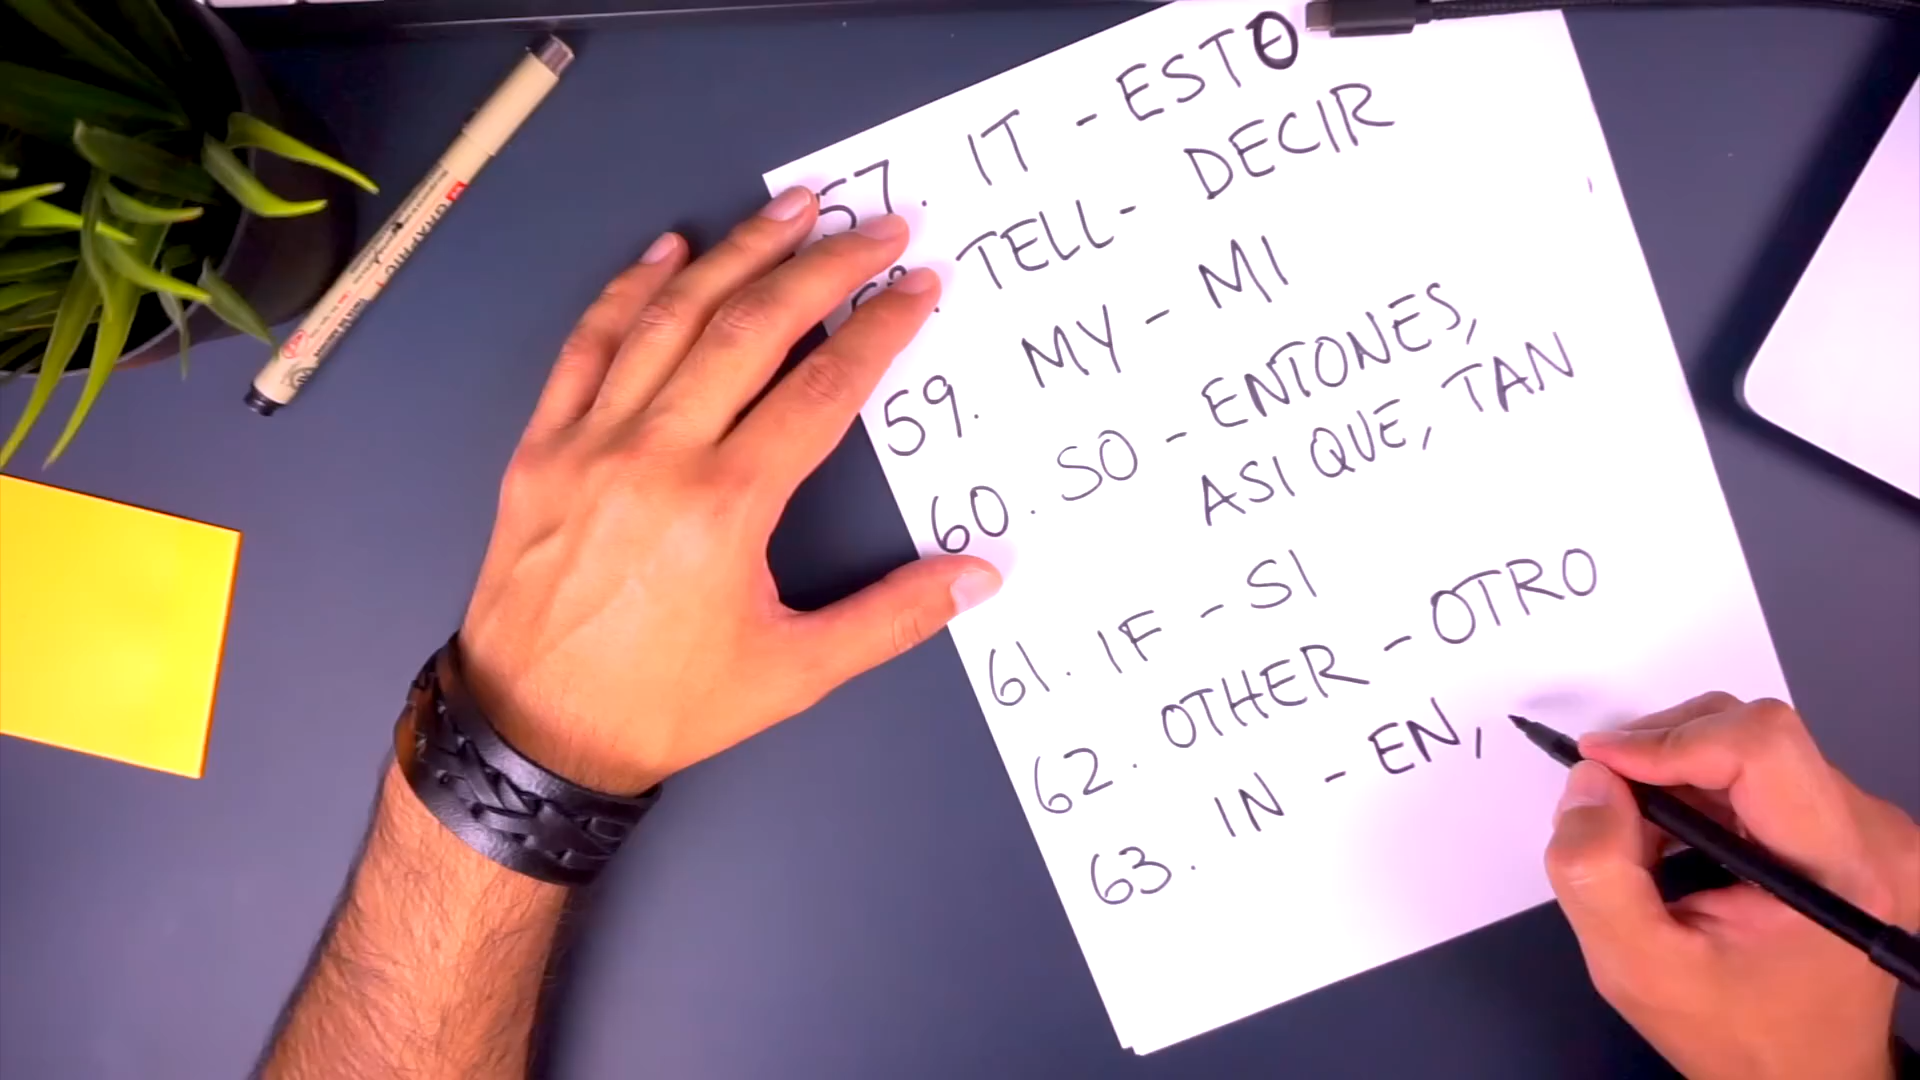 57. IT - ESTO
TELL - DECIR
59. MY - MI
60. SO - ENTONES,
ASI QUE, TAN
61. IF - SI
62. OTHER - OTRO
63. IN - EN,